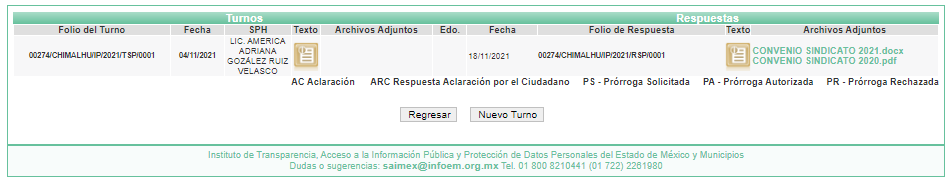 Turnos Respuestas
Folio del Turno Fecha SPH Texto Archivos Adjuntos Edo. Fecha Folio de Respuesta Texto Archivos Adjuntos
00274/CHIMALHU/IP/2021/TSP/0001 04/11/2021 LIC. AMERICA ADRIANA GOZÁLEZ RUIZ VELASCO 18/11/2021 00274/CHIMALHU/IP/2021/RSP/0001 CONVENIO SINDICATO 2021.docx
CONVENIO SINDICATO 2020.pdf
AC Aclaración ARC Respuesta Aclaración por el Ciudadano PS - Prórroga Solicitada PA - Prórroga Autorizada PR - Prórroga Rechazada
Regresar Nuevo Turno
Instituto de Transparencia, Acceso a la Información Pública y Protección de Datos Personales del Estado de México y Municipios
Dudas o sugerencias: saimex@infoem.org.mx Tel. 01 800 8210441 (01 722) 2261980